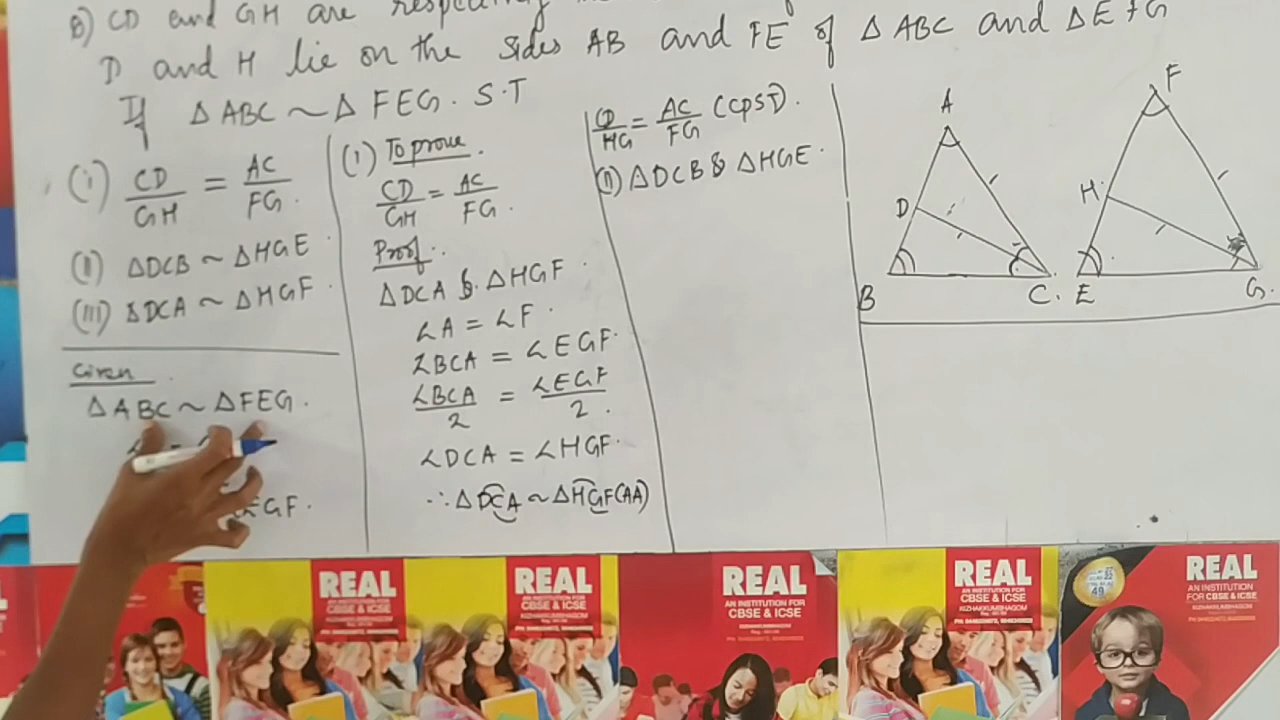 8) CD and GH are
D and H lie on the sides AB and FE of △ ABC and △ EFG
If △ ABC ~ △ FEG. S.T
(i) CD/GH = AC/FG.
(ii) △DCB ~ △HGE
(iii) △DCA ~ △HGF.
Given
△ABC ~ △FEG.
EGF.
(i) To prove.
CD/GH = AC/FG.
Proof.
△DCA & △HGF
∠A = ∠F.
∠BCA = ∠EGF.
∠BCA/2 = ∠EGF/2.
∠DCA = ∠HGF.
∴ △DCA ~ △HGF (AA)
CD/HG = AC/FG (CPST).
(ii) △DCB & △HGE.
A
D
B
C.
F
H
E
G.
REAL
AN INSTITUTION FOR
CBSE & ICSE
KIZHAKKUMBHAGOM
REAL
AN INSTITUTION FOR
CBSE & ICSE
KIZHAKKUMBHAGOM
REAL
AN INSTITUTION FOR
CBSE & ICSE
REAL
AN INSTITUTION FOR
CBSE & ICSE
KIZHAKKUMBHAGOM
REAL
AN INSTITUTION FOR
CBSE & ICSE